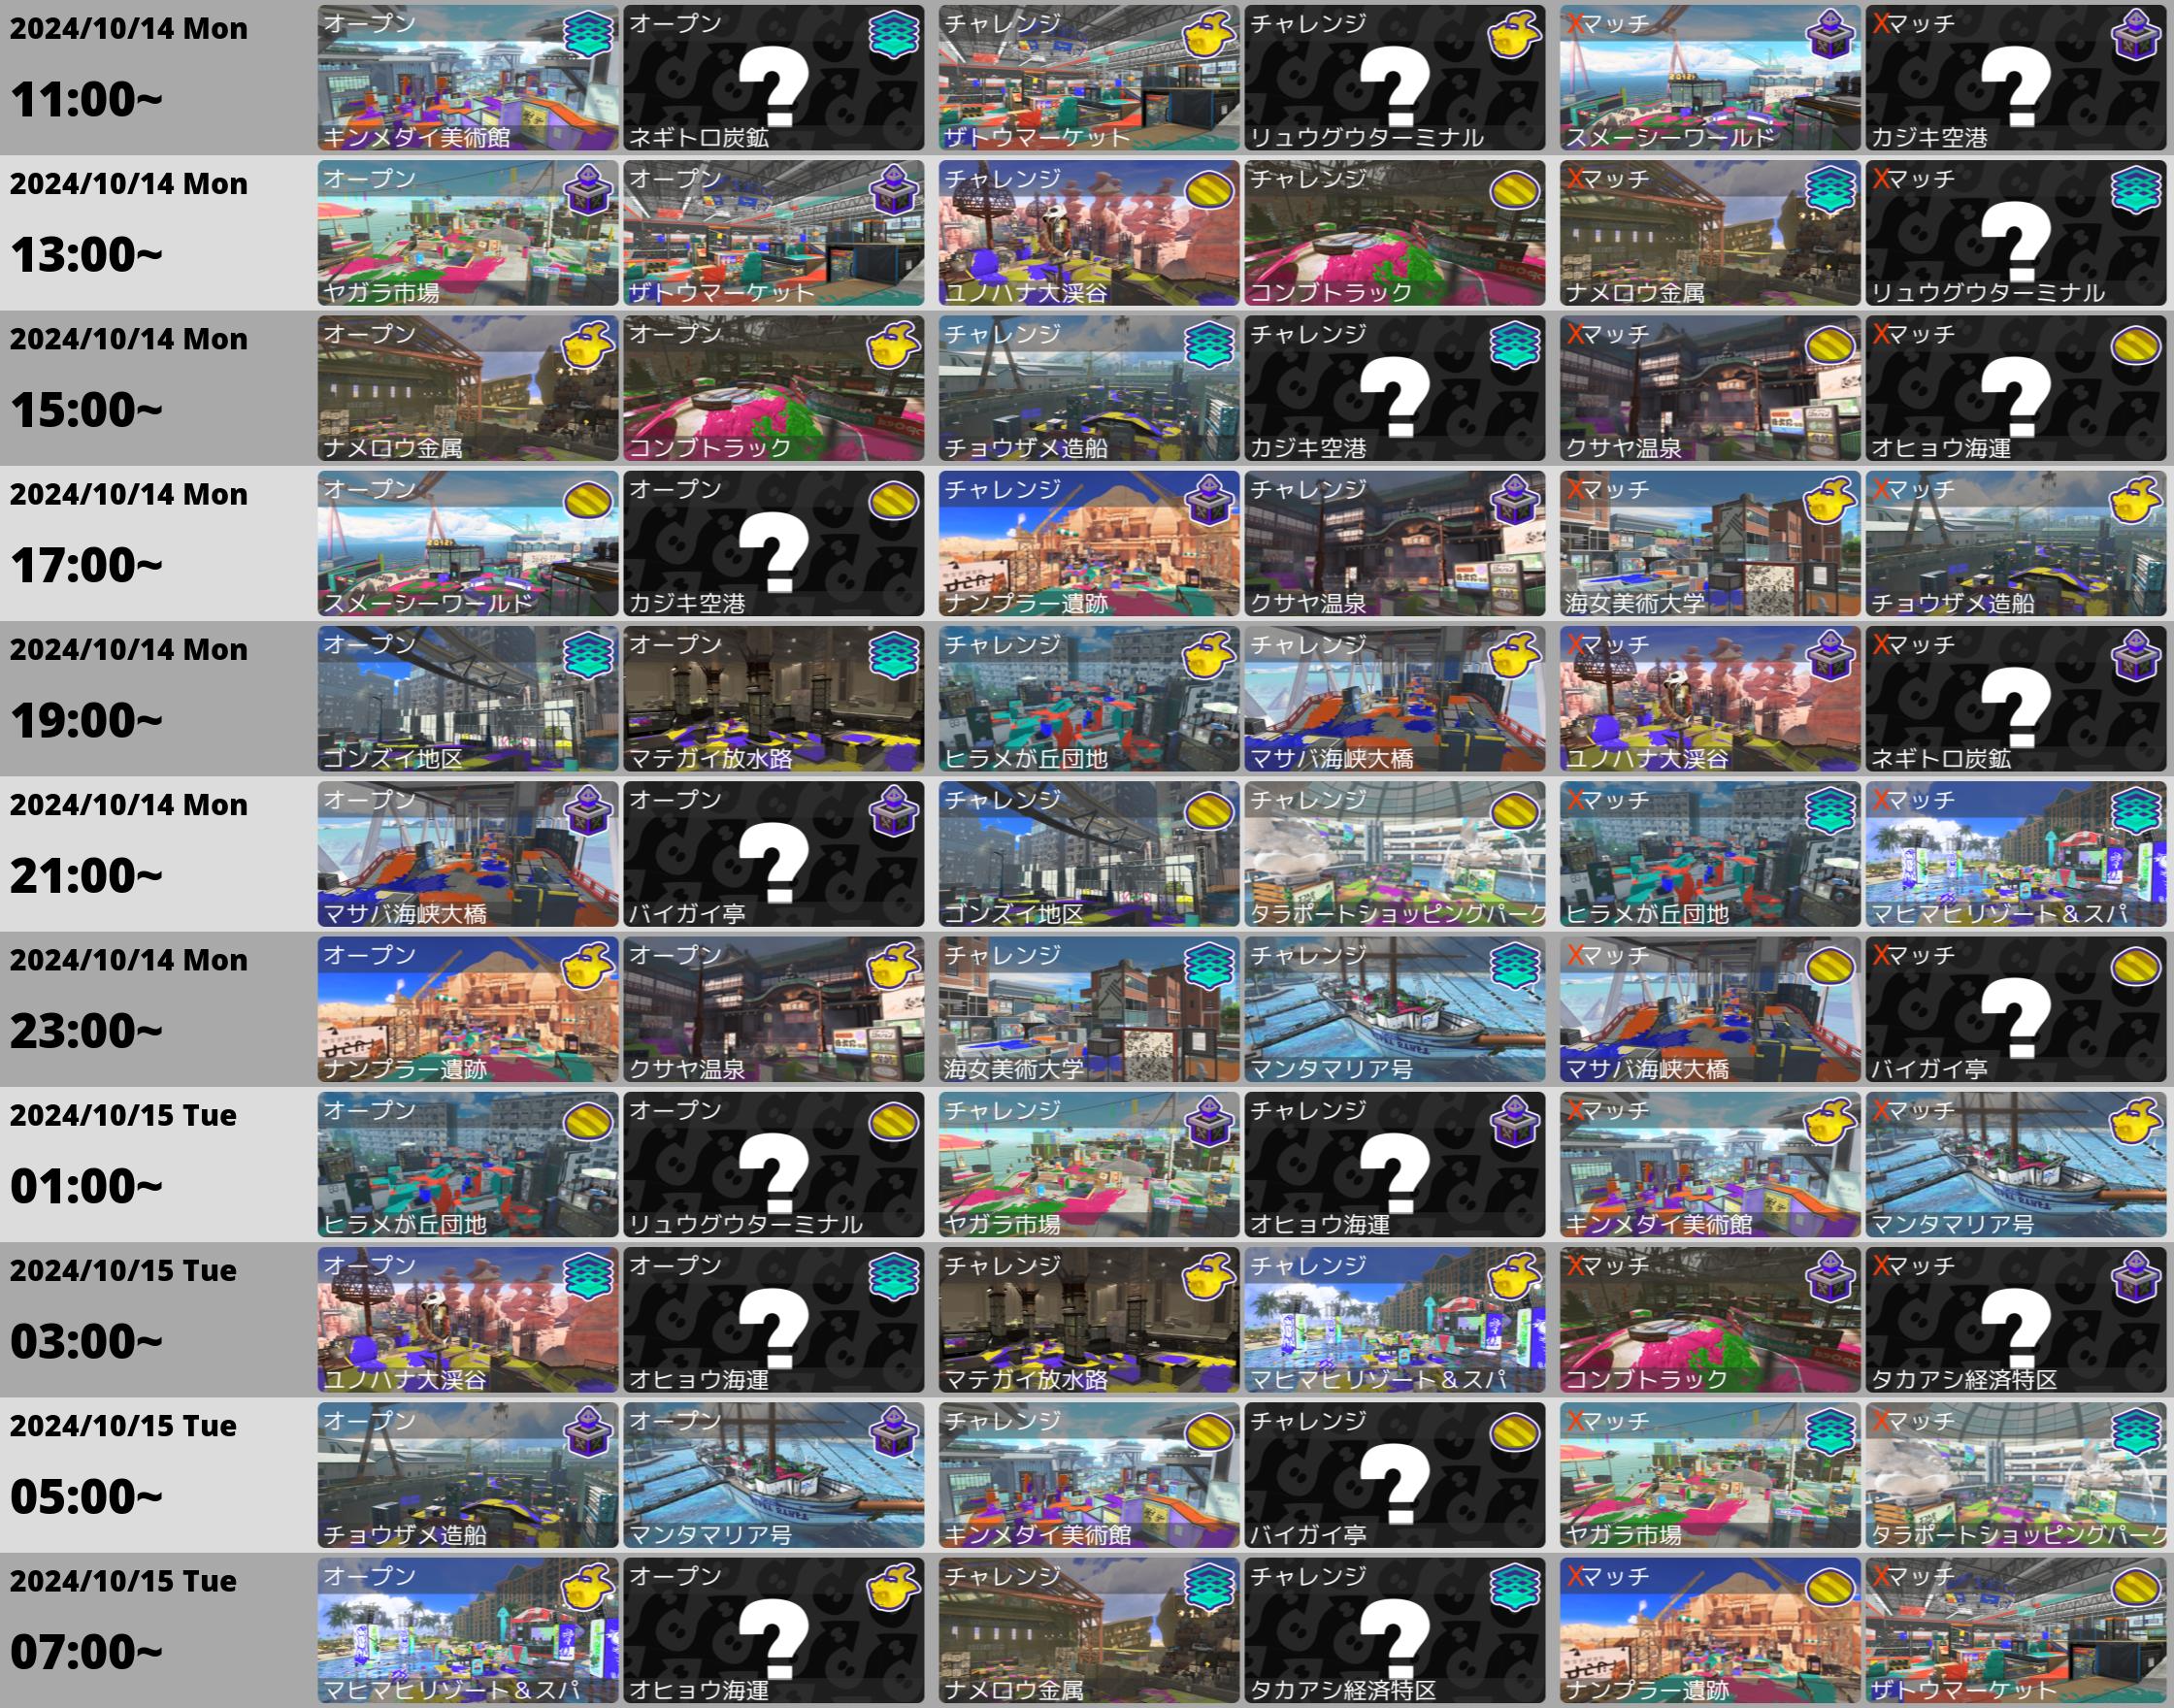 2024/10/14 Mon
11:00~
オープン
キンメダイ美術館
オープン
ネギトロ炭鉱
チャレンジ
ザトウマーケット
チャレンジ
リュウグウターミナル
Xマッチ
スメーシーワールド
Xマッチ
カジキ空港
2024/10/14 Mon
13:00~
オープン
ヤガラ市場
オープン
ザトウマーケット
チャレンジ
ユノハナ大渓谷
チャレンジ
コンブトラック
Xマッチ
ナメロウ金属
Xマッチ
リュウグウターミナル
2024/10/14 Mon
15:00~
オープン
ナメロウ金属
オープン
コンブトラック
チャレンジ
チョウザメ造船
チャレンジ
カジキ空港
Xマッチ
クサヤ温泉
Xマッチ
オヒョウ海運
2024/10/14 Mon
17:00~
オープン
スメーシーワールド
オープン
カジキ空港
チャレンジ
ナンプラー遺跡
チャレンジ
クサヤ温泉
Xマッチ
海女美術大学
Xマッチ
チョウザメ造船
2024/10/14 Mon
19:00~
オープン
ゴンズイ地区
オープン
マテガイ放水路
チャレンジ
ヒラメが丘団地
チャレンジ
マサバ海峡大橋
Xマッチ
ユノハナ大渓谷
Xマッチ
ネギトロ炭鉱
2024/10/14 Mon
21:00~
オープン
マサバ海峡大橋
オープン
バイガイ亭
チャレンジ
ゴンズイ地区
チャレンジ
タラポートショッピングパーク
Xマッチ
ヒラメが丘団地
Xマッチ
マヒマヒリゾート＆スパ
2024/10/14 Mon
23:00~
オープン
ナンプラー遺跡
オープン
クサヤ温泉
チャレンジ
海女美術大学
チャレンジ
マンタマリア号
Xマッチ
マサバ海峡大橋
Xマッチ
バイガイ亭
2024/10/15 Tue
01:00~
オープン
ヒラメが丘団地
オープン
リュウグウターミナル
チャレンジ
ヤガラ市場
チャレンジ
オヒョウ海運
Xマッチ
キンメダイ美術館
Xマッチ
マンタマリア号
2024/10/15 Tue
03:00~
オープン
ユノハナ大渓谷
オープン
オヒョウ海運
チャレンジ
マテガイ放水路
チャレンジ
マヒマヒリゾート＆スパ
Xマッチ
コンブトラック
Xマッチ
タカアシ経済特区
2024/10/15 Tue
05:00~
オープン
チョウザメ造船
オープン
マンタマリア号
チャレンジ
キンメダイ美術館
チャレンジ
バイガイ亭
Xマッチ
ヤガラ市場
Xマッチ
タラポートショッピングパーク
2024/10/15 Tue
07:00~
オープン
マヒマヒリゾート＆スパ
オープン
オヒョウ海運
チャレンジ
ナメロウ金属
チャレンジ
タカアシ経済特区
Xマッチ
ナンプラー遺跡
Xマッチ
ザトウマーケット